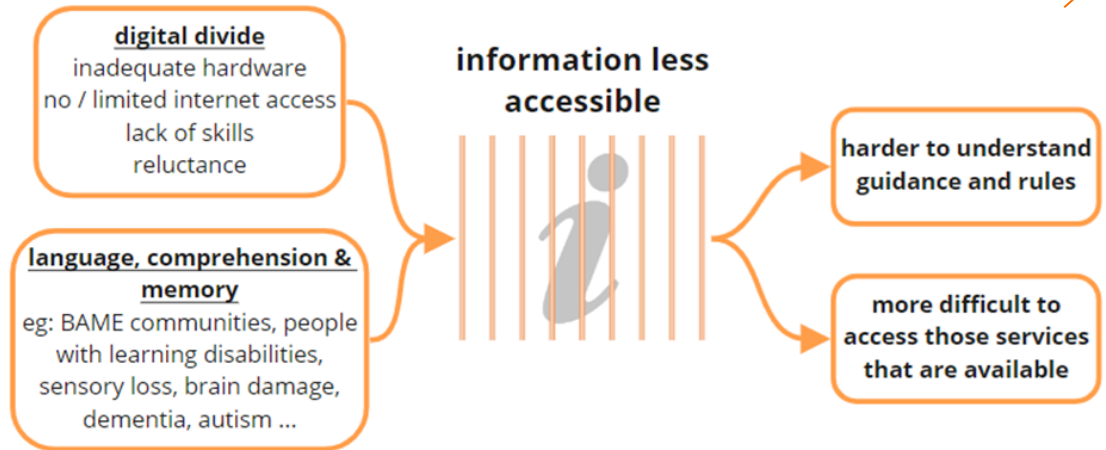 digital divide
inadequate hardware
no / limited internet access
lack of skills
reluctance
language, comprehension &
memory
eg: BAME communities, people
with learning disabilities,
sensory loss, brain damage,
dementia, autism ...
information less
accessible
i
harder to understand
guidance and rules
more difficult to
access those services
that are available